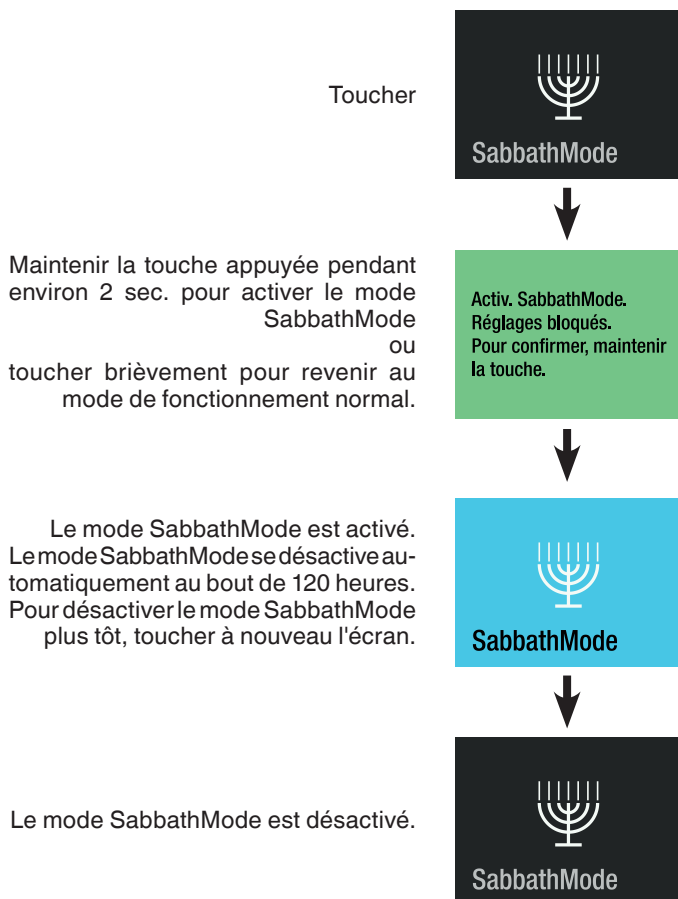 Toucher
SabbathMode
Maintenir la touche appuyée pendant
environ 2 sec. pour activer le mode
SabbathMode
ou
toucher brièvement pour revenir au
mode de fonctionnement normal.
Activ. SabbathMode.
Réglages bloqués.
Pour confirmer, maintenir
la touche.
Le mode SabbathMode est activé.
Le mode SabbathMode se désactive au-
tomatiquement au bout de 120 heures.
Pour désactiver le mode SabbathMode
plus tôt, toucher à nouveau l'écran.
SabbathMode
Le mode SabbathMode est désactivé.
SabbathMode